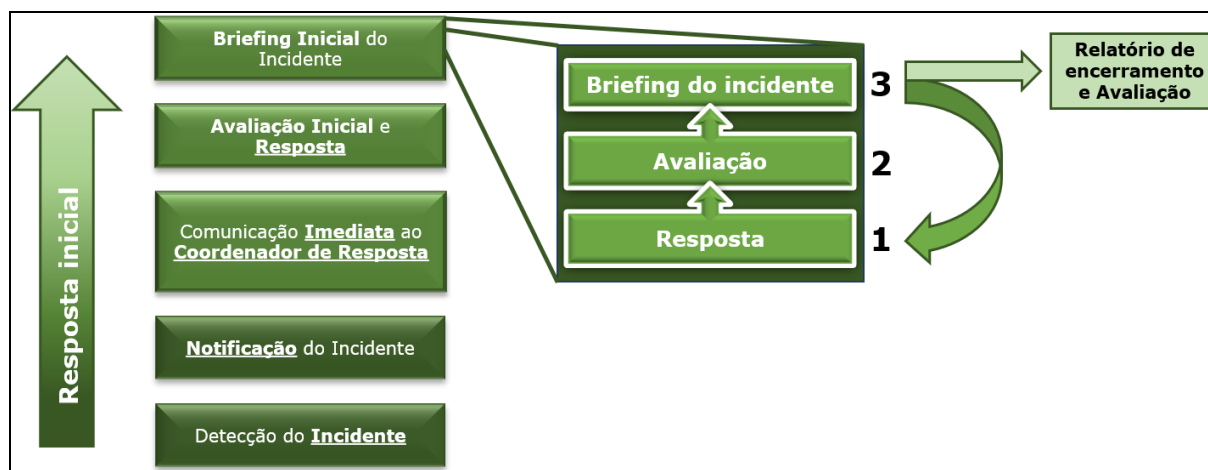 Resposta inicial
Briefing Inicial do
Incidente
Avaliação Inicial e
Resposta
Comunicação Imediata ao
Coordenador de Resposta
Notificação do Incidente
Detecção do Incidente
Briefing do incidente
3
Avaliação
2
Resposta
1
Relatório de
encerramento
e Avaliação